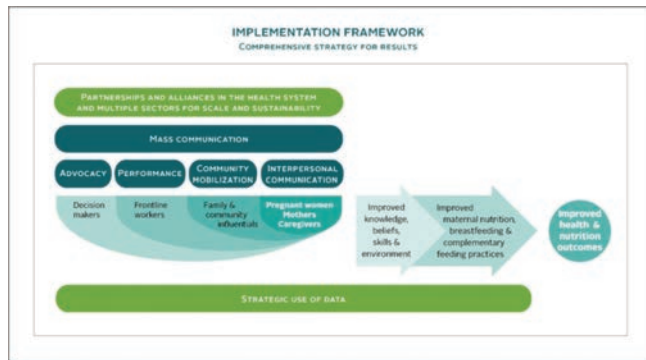 IMPLEMENTATION FRAMEWORK
COMPREHENSIVE STRATEGY FOR RESULTS
PARTNERSHIPS AND ALLIANCES IN THE HEALTH SYSTEM
AND MULTIPLE SECTORS FOR SCALE AND SUSTAINABILITY
MASS COMMUNICATION
ADVOCACY
PERFORMANCE
COMMUNITY
MOBILIZATION
INTERPERSONAL
COMMUNICATION
Decision
makers
Frontline
workers
Family &
community
influentials
Pregnant women
Mothers
Caregivers
Improved
knowledge,
beliefs,
skills &
environment
Improved
maternal nutrition,
breastfeeding &
complementary
feeding practices
Improved
health &
nutrition
outcomes
STRATEGIC USE OF DATA